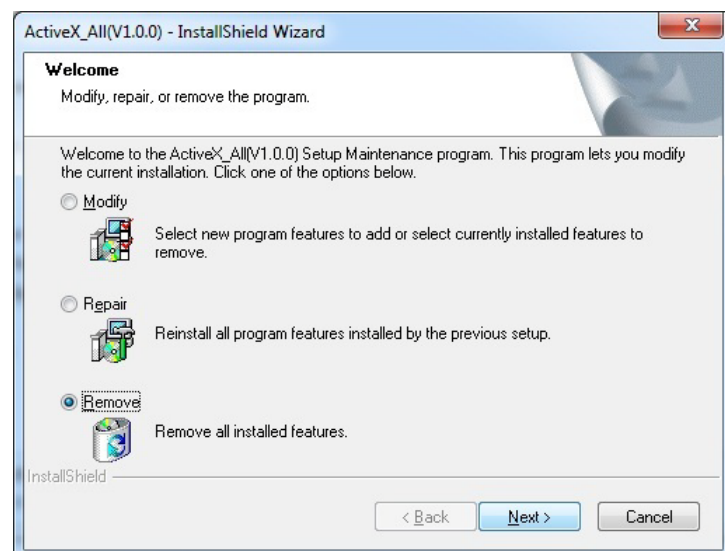 ActiveX_All(V1.0.0) - InstallShield Wizard
Welcome
Modify, repair, or remove the program.
Welcome to the ActiveX_All(V1.0.0) Setup Maintenance program. This program lets you modify
the current installation. Click one of the options below.
Modify
Select new program features to add or select currently installed features to
remove.
Repair
Reinstall all program features installed by the previous setup.
Remove
Remove all installed features.
InstallShield
< Back Next > Cancel